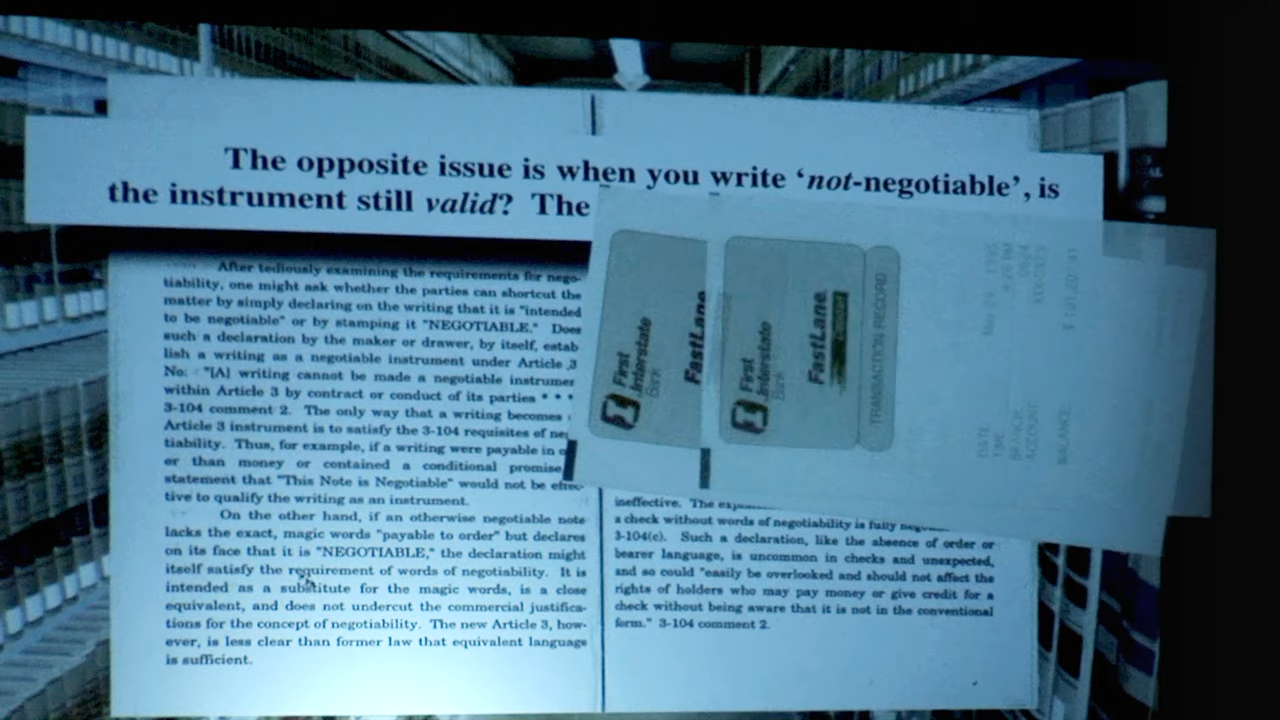 The opposite issue is when you write ‘not-negotiable’, is
the instrument still valid? The
After tediously examining the requirements for nego-
tiability, one might ask whether the parties can shortcut the
matter by simply declaring on the writing that it is "intended
to be negotiable" or by stamping it "NEGOTIABLE." Does
such a declaration by the maker or drawer, by itself, estab
lish a writing as a negotiable instrument under Article 3
No: "[A] writing cannot be made a negotiable instrumer
within Article 3 by contract or conduct of its parties * * *
3-104 comment 2. The only way that a writing becomes
Article 3 instrument is to satisfy the 3-104 requisites of neg
tiability. Thus, for example, if a writing were payable in o
er than money or contained a conditional promise,
statement that "This Note is Negotiable" would not be effec-
tive to qualify the writing as an instrument.
On the other hand, if an otherwise negotiable note
lacks the exact, magic words "payable to order" but declares
on its face that it is "NEGOTIABLE," the declaration might
itself satisfy the requirement of words of negotiability. It is
intended as a substitute for the magic words, is a close
equivalent, and does not undercut the commercial justifica-
tions for the concept of negotiability. The new Article 3, how-
ever, is less clear than former law that equivalent language
is sufficient.
First
Interstate
Bank
FastLane
First
Interstate
Bank
FastLane
TRANSACTION RECORD
DATE
TIME
BRANCH
ACCOUNT
BALANCE
ineffective. The
a check without words of negotiability is fully
3-104(c). Such a declaration, like the absence of order or
bearer language, is uncommon in checks and unexpected,
and so could "easily be overlooked and should not affect the
rights of holders who may pay money or give credit for a
check without being aware that it is not in the conventional
form." 3-104 comment 2.